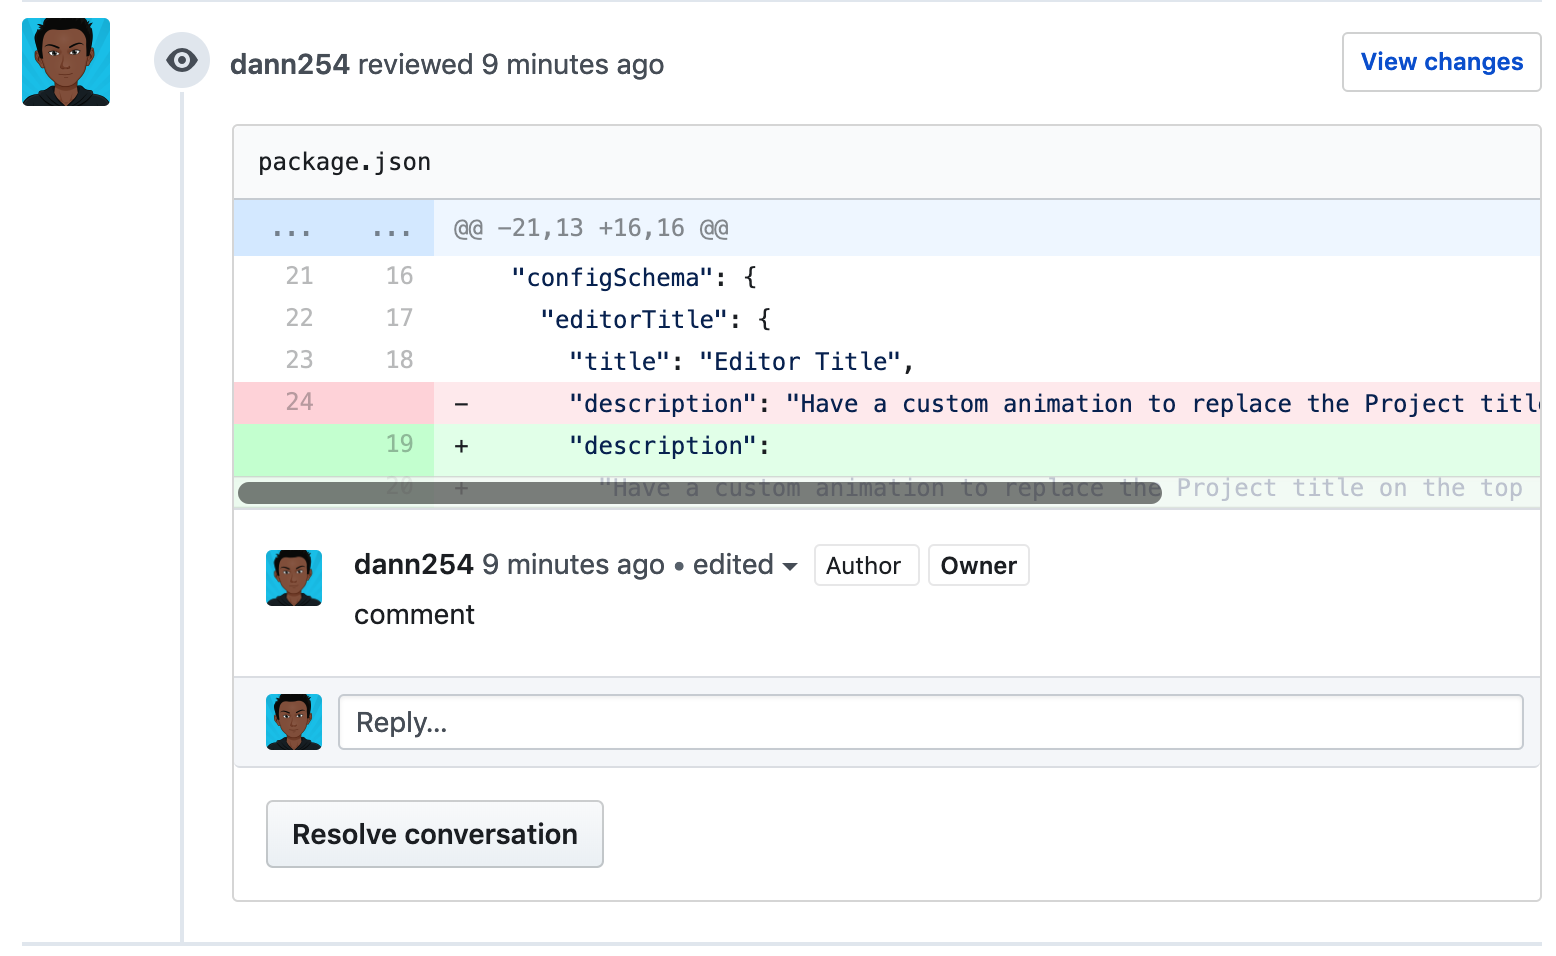 dann254 reviewed 9 minutes ago
View changes
package.json
... ... @@ -21,13 +16,16 @@
21 16 "configSchema": {
22 17 "editorTitle": {
23 18 "title": "Editor Title",
24 - "description": "Have a custom animation to replace the Project titl
19 + "description":
20 + "Have a custom animation to replace the Project title on the top
dann254 9 minutes ago • edited Author Owner
comment
Reply...
Resolve conversation